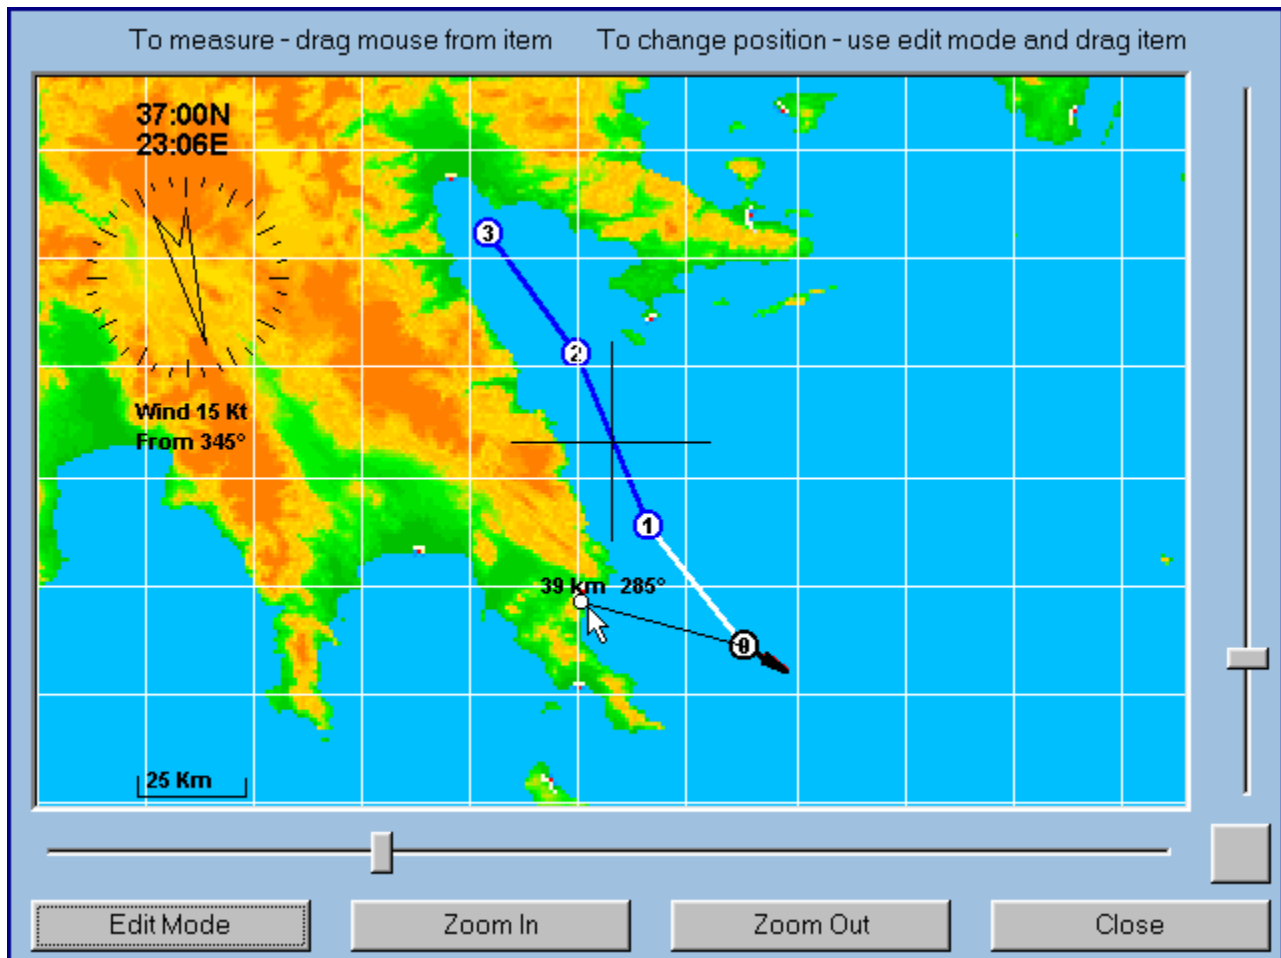 To measure - drag mouse from item To change position - use edit mode and drag item
37:00N
23:06E
3
2
Wind 15 Kt
From 345°
1
39 km 285°
25 Km
Edit Mode Zoom In Zoom Out Close